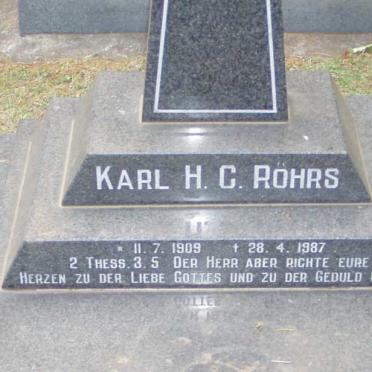 KARL H. C. RÖHRS
* 11. 7. 1909 † 28. 4. 1987
2 THESS. 3, 5 DER HERR ABER RICHTE EURE
HERZEN ZU DER LIEBE GOTTES UND ZU DER GEDULD